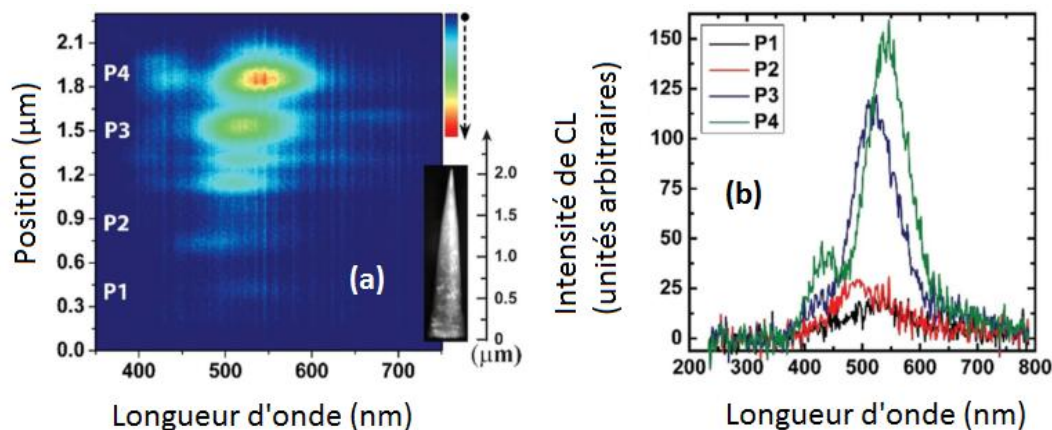 Position (μm)
2.1
1.8
1.5
1.2
0.9
0.6
0.3
0.0
P4
P3
P2
P1
(a)
2.0
1.5
1.0
0.5
0
(μm)
400
500
600
700
Longueur d'onde (nm)
Intensité de CL
(unités arbitraires)
150
125
100
75
50
25
0
P1
P2
P3
P4
(b)
200
300
400
500
600
700
800
Longueur d'onde (nm)